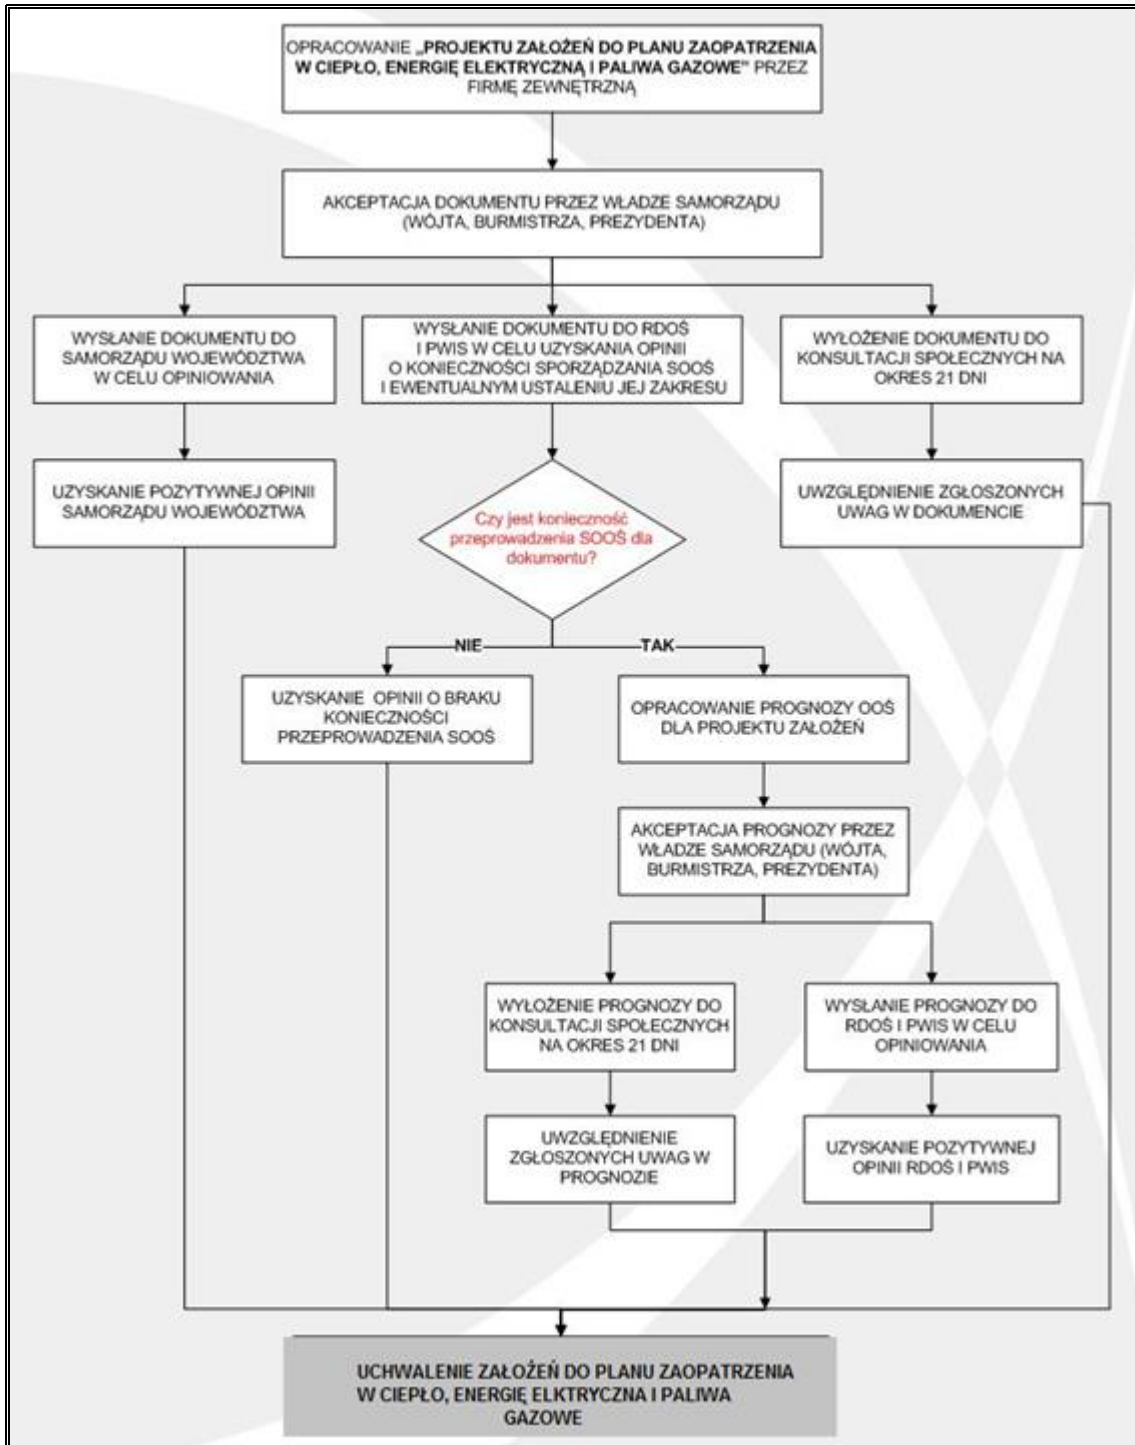 OPRACOWANIE „PROJEKTU ZAŁOŻEŃ DO PLANU ZAOPATRZENIA
W CIEPŁO, ENERGIĘ ELEKTRYCZNĄ I PALIWA GAZOWE" PRZEZ
FIRMĘ ZEWNĘTRZNĄ
AKCEPTACJA DOKUMENTU PRZEZ WŁADZE SAMORZĄDU
(WÓJTA, BURMISTRZA, PREZYDENTA)
WYSŁANIE DOKUMENTU DO
SAMORZĄDU WOJEWÓDZTWA
W CELU OPINIOWANIA
WYSŁANIE DOKUMENTU DO RDOŚ
I PWIS W CELU UZYSKANIA OPINII
O KONIECZNOŚCI SPORZĄDZANIA SOOŚ
I EWENTUALNYM USTALENIU JEJ ZAKRESU
WYŁOŻENIE DOKUMENTU DO
KONSULTACJI SPOŁECZNYCH NA
OKRES 21 DNI
UZYSKANIE POZYTYWNEJ OPINII
SAMORZĄDU WOJEWÓDZTWA
Czy jest konieczność
przeprowadzenia SOOŚ dla
dokumentu?
UWZGLĘDNIENIE ZGŁOSZONYCH
UWAG W DOKUMENCIE
NIE
TAK
UZYSKANIE OPINII O BRAKU
KONIECZNOŚCI
PRZEPROWADZENIA SOOŚ
OPRACOWANIE PROGNOZY OOŚ
DLA PROJEKTU ZAŁOŻEŃ
AKCEPTACJA PROGNOZY PRZEZ
WŁADZE SAMORZĄDU (WÓJTA,
BURMISTRZA, PREZYDENTA)
WYŁOŻENIE PROGNOZY DO
KONSULTACJI SPOŁECZNYCH
NA OKRES 21 DNI
WYSŁANIE PROGNOZY DO
RDOŚ I PWIS W CELU
OPINIOWANIA
UWZGLĘDNIENIE
ZGŁOSZONYCH UWAG W
PROGNOZIE
UZYSKANIE POZYTYWNEJ
OPINII RDOŚ I PWIS
UCHWALENIE ZAŁOŻEŃ DO PLANU ZAOPATRZENIA
W CIEPŁO, ENERGIĘ ELKTRYCZNA I PALIWA
GAZOWE